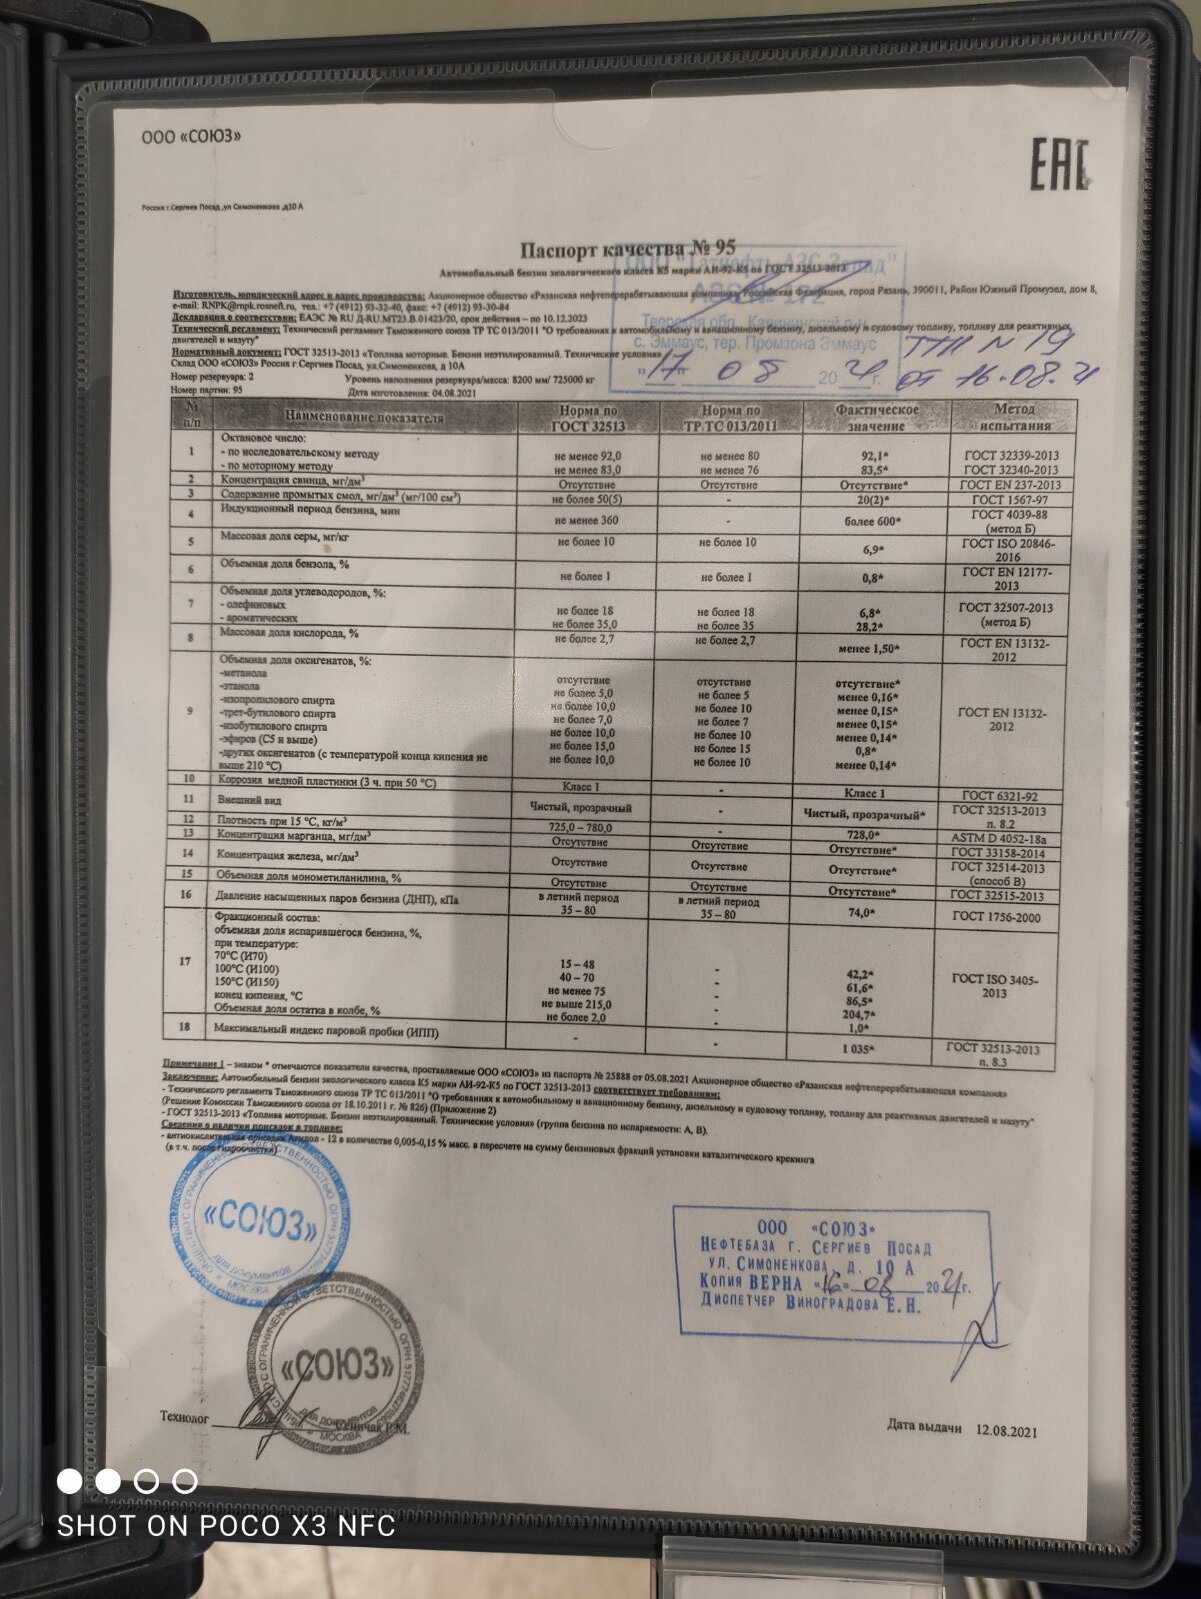 ООО «СОЮЗ»
ЕАС
Россия г.Сергиев Посад ,ул Симоненкова ,д10 А
Паспорт качества № 95
Автомобильный бензин экологического класса К5 марки АИ-92-К5 по ГОСТ 32513-2013
ООО "Татнефть-АЗС-Запад"
АЗС № 172
Тверская обл., Калининский р-н,
с. Эммаус, тер. Промзона Эммаус
"17" 08 2021 г.
ТТН N 19
от 16.08.21
Изготовитель, юридический адрес и адрес производства: Акционерное общество «Рязанская нефтеперерабатывающая компания», Российская Федерация, город Рязань, 390011, Район Южный Промузел, дом 8,
e-mail: RNPK@rnpk.rosneft.ru, тел.: +7 (4912) 93-32-40, факс: +7 (4912) 93-30-84
Декларация о соответствии: ЕАЭС № RU Д-RU.МТ23.В.01423/20, срок действия – по 10.12.2023
Технический регламент: Технический регламент Таможенного союза ТР ТС 013/2011 "О требованиях к автомобильному и авиационному бензину, дизельному и судовому топливу, топливу для реактивных
двигателей и мазуту"
Нормативный документ: ГОСТ 32513-2013 «Топлива моторные. Бензин неэтилированный. Технические условия»
Склад ООО «СОЮЗ» Россия г.Сергиев Посад, ул.Симоненкова, д 10А
Номер резервуара: 2 Уровень наполнения резервуара/масса: 8200 мм/ 725000 кг
Номер партии: 95 Дата изготовления: 04.08.2021
№ п/п Наименование показателя Норма по ГОСТ 32513 Норма по ТР.ТС 013/2011 Фактическое значение Метод испытания
1 Октановое число:
- по исследовательскому методу не менее 92,0 не менее 80 92,1* ГОСТ 32339-2013
- по моторному методу не менее 83,0 не менее 76 83,5* ГОСТ 32340-2013
2 Концентрация свинца, мг/дм³ Отсутствие Отсутствие Отсутствие* ГОСТ EN 237-2013
3 Содержание промытых смол, мг/дм³ (мг/100 см³) не более 50(5) - 20(2)* ГОСТ 1567-97
4 Индукционный период бензина, мин не менее 360 - более 600* ГОСТ 4039-88 (метод Б)
5 Массовая доля серы, мг/кг не более 10 не более 10 6,9* ГОСТ ISO 20846-2016
6 Объемная доля бензола, % не более 1 не более 1 0,8* ГОСТ EN 12177-2013
7 Объемная доля углеводородов, %:
- олефиновых не более 18 не более 18 6,8* ГОСТ 32507-2013
- ароматических не более 35,0 не более 35 28,2* (метод Б)
8 Массовая доля кислорода, % не более 2,7 не более 2,7 менее 1,50* ГОСТ EN 13132-2012
9 Объемная доля оксигенатов, %:
-метанола отсутствие отсутствие отсутствие*
-этанола не более 5,0 не более 5 менее 0,16*
-изопропилового спирта не более 10,0 не более 10 менее 0,15* ГОСТ EN 13132-2012
-трет-бутилового спирта не более 7,0 не более 7 менее 0,15*
-изобутилового спирта не более 10,0 не более 10 менее 0,14*
-эфиров (С5 и выше) не более 15,0 не более 15 0,8*
-других оксигенатов (с температурой конца кипения не выше 210 °С) не более 10,0 не более 10 менее 0,14*
10 Коррозия медной пластинки (3 ч. при 50 °С) Класс 1 - Класс 1 ГОСТ 6321-92
11 Внешний вид Чистый, прозрачный - Чистый, прозрачный* ГОСТ 32513-2013 п. 8.2
12 Плотность при 15 °С, кг/м³ 725,0 – 780,0 - 728,0* ASTM D 4052-18a
13 Концентрация марганца, мг/дм³ Отсутствие Отсутствие Отсутствие* ГОСТ 33158-2014
14 Концентрация железа, мг/дм³ Отсутствие Отсутствие Отсутствие* ГОСТ 32514-2013 (способ В)
15 Объемная доля монометиланилина, % Отсутствие Отсутствие Отсутствие* ГОСТ 32515-2013
16 Давление насыщенных паров бензина (ДНП), кПа в летний период 35 – 80 в летний период 35 – 80 74,0* ГОСТ 1756-2000
17 Фракционный состав:
объемная доля испарившегося бензина, %,
при температуре:
70°С (И70) 15 – 48 - 42,2* ГОСТ ISO 3405-2013
100°С (И100) 40 – 70 - 61,6*
150°С (И150) не менее 75 - 86,5*
конец кипения, °С не выше 215,0 - 204,7*
Объемная доля остатка в колбе, % не более 2,0 - 1,0*
18 Максимальный индекс паровой пробки (ИПП) - - 1 035* ГОСТ 32513-2013 п. 8.3
Примечание 1 – знаком * отмечаются показатели качества, проставляемые ООО «СОЮЗ» из паспорта № 25888 от 05.08.2021 Акционерное общество «Рязанская нефтеперерабатывающая компания»
Заключение: Автомобильный бензин экологического класса К5 марки АИ-92-К5 по ГОСТ 32513-2013 соответствует требованиям:
- Технического регламента Таможенного союза ТР ТС 013/2011 "О требованиях к автомобильному и авиационному бензину, дизельному и судовому топливу, топливу для реактивных двигателей и мазуту"
(Решение Комиссии Таможенного союза от 18.10.2011 г. № 826) (Приложение 2)
- ГОСТ 32513-2013 «Топлива моторные. Бензин неэтилированный. Технические условия» (группа бензина по испаряемости: А, В).
Сведения о наличии присадок в топливе:
- антиокислительная присадка Агидол - 12 в количестве 0,005-0,15 % масс. в пересчете на сумму бензиновых фракций установки каталитического крекинга
(в т.ч. после гидроочистки)
«СОЮЗ»
ДЛЯ ДОКУМЕНТОВ
МОСКВА
ООО «СОЮЗ»
НЕФТЕБАЗА Г. СЕРГИЕВ ПОСАД
УЛ. СИМОНЕНКОВА, Д. 10 А
КОПИЯ ВЕРНА «16» 08 2021 г.
ДИСПЕТЧЕР ВИНОГРАДОВА Е.Н.
«СОЮЗ»
ДЛЯ ДОКУМЕНТОВ
МОСКВА
Технолог Сеничак Р.М.
Дата выдачи 12.08.2021
SHOT ON POCO X3 NFC